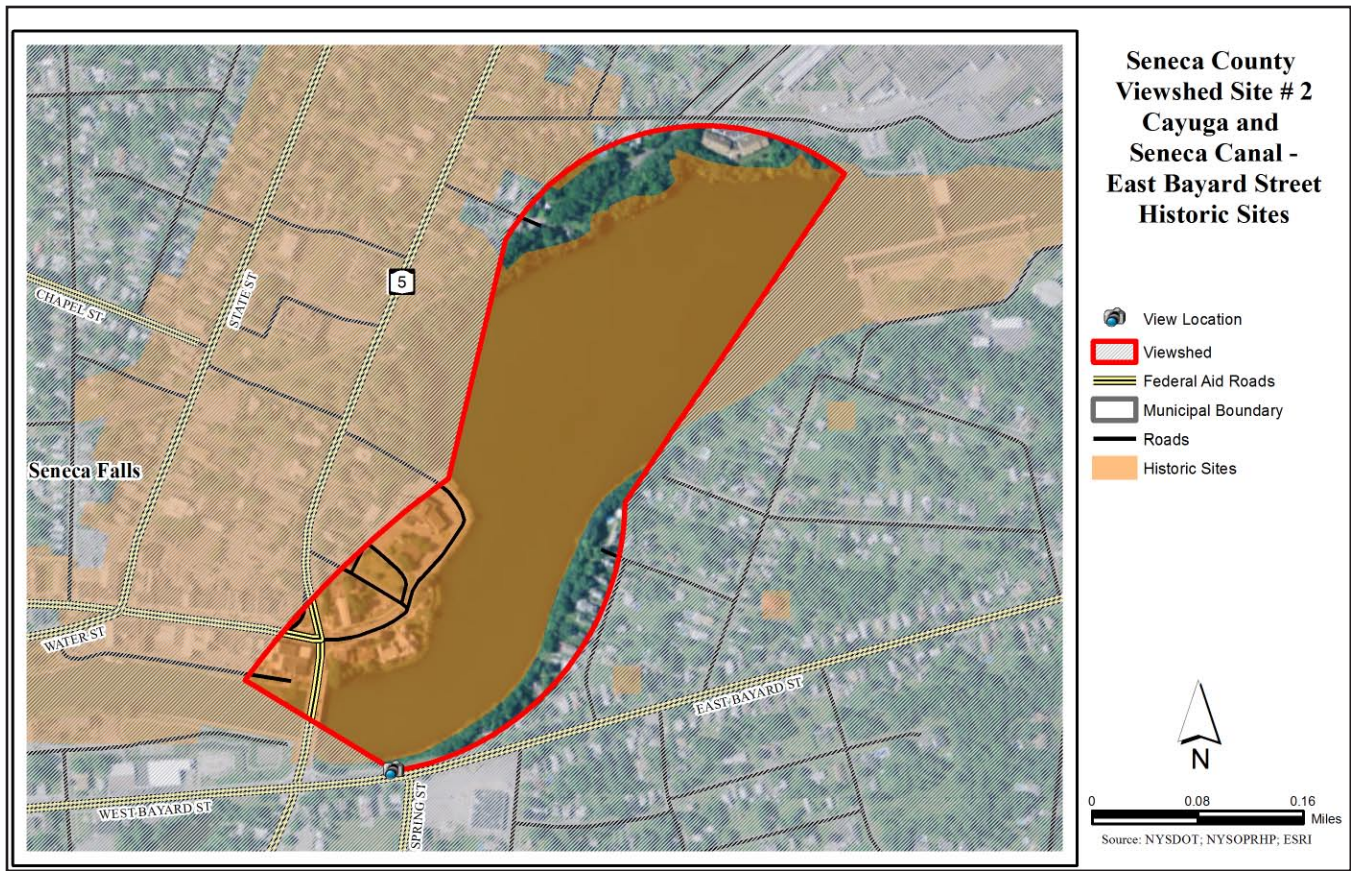 Seneca County
Viewshed Site # 2
Cayuga and
Seneca Canal -
East Bayard Street
Historic Sites
View Location
Viewshed
Federal Aid Roads
Municipal Boundary
Roads
Historic Sites
N
0 0.08 0.16
Miles
Source: NYSDOT; NYSOPRHP; ESRI
5
CHAPEL ST
STATE ST
Seneca Falls
WATER ST
EAST BAYARD ST
WEST BAYARD ST
SPRING ST